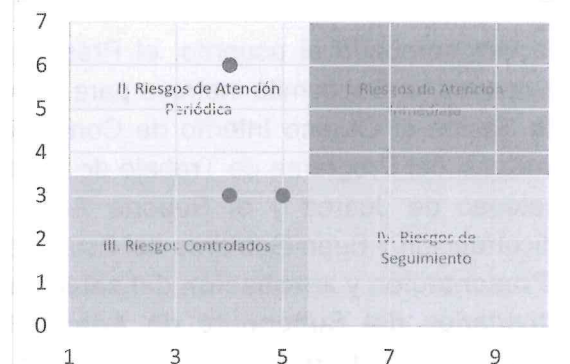 7
6
II. Riesgos de Atención
Periódica
I. Riesgos de Atención
Inmediata
5
4
3
2
III. Riesgos Controlados
IV. Riesgos de
Seguimiento
1
0
1 3 5 7 9